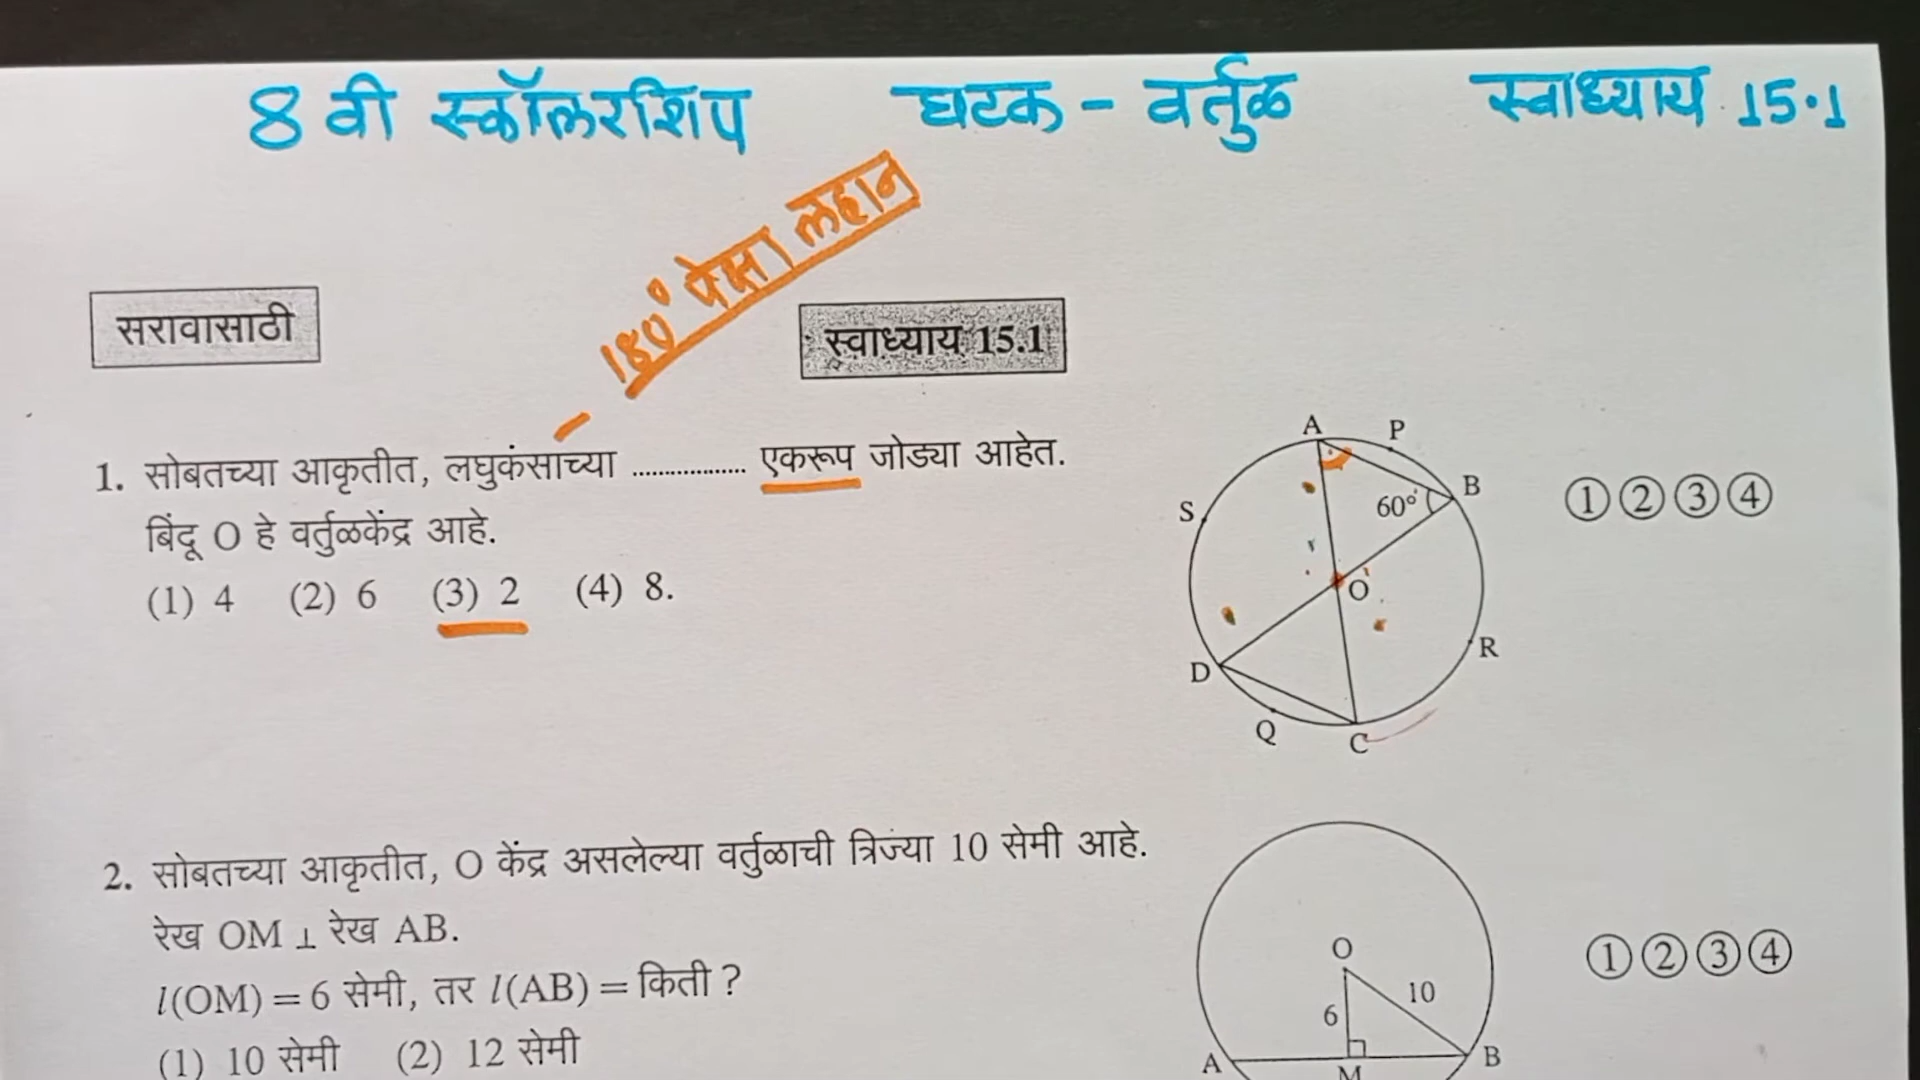 8 वी स्कॉलरशिप घटक - वर्तुळ स्वाध्याय 15.1
180° पेक्षा लहान
सरावासाठी
स्वाध्याय 15.1
1. सोबतच्या आकृतीत, लघुकंसाच्या .................. एकरूप जोड्या आहेत.
बिंदू O हे वर्तुळकेंद्र आहे.
(1) 4 (2) 6 (3) 2 (4) 8.
A P
B
60°
S
O
R
D
Q
C
① ② ③ ④
2. सोबतच्या आकृतीत, O केंद्र असलेल्या वर्तुळाची त्रिज्या 10 सेमी आहे.
रेख OM ⊥ रेख AB.
l(OM) = 6 सेमी, तर l(AB) = किती ?
(1) 10 सेमी (2) 12 सेमी
O
10
6
A M B
① ② ③ ④